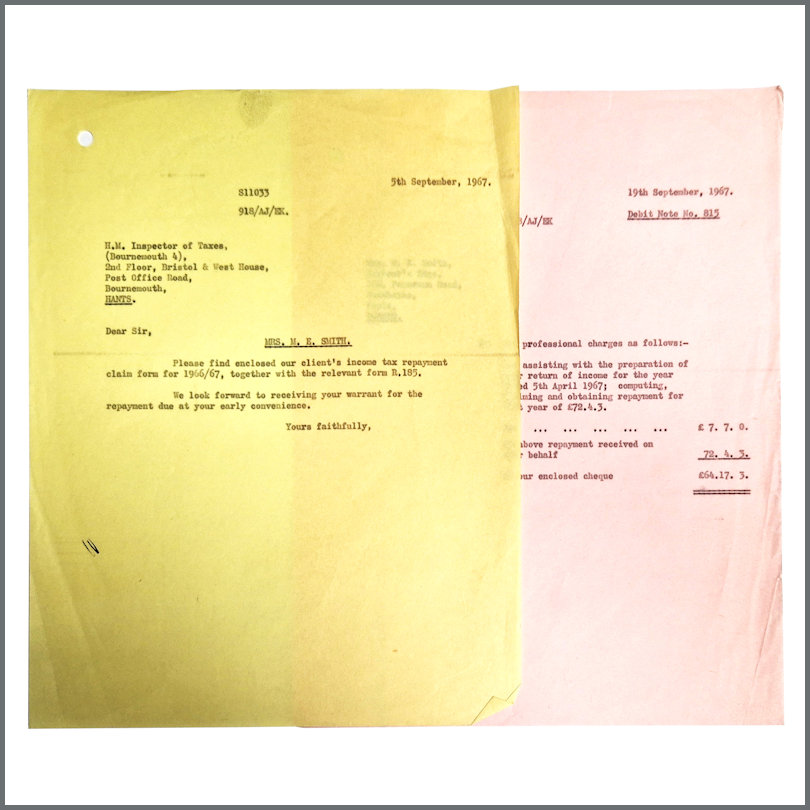 5th September, 1967.
S11033
918/AJ/EK.
H.M. Inspector of Taxes,
(Bournemouth 4),
2nd Floor, Bristol & West House,
Post Office Road,
Bournemouth,
HANTS.
Dear Sir,
MRS. M. E. SMITH.
Please find enclosed our client's income tax repayment
claim form for 1966/67, together with the relevant form R.185.
We look forward to receiving your warrant for the
repayment due at your early convenience.
Yours faithfully,
19th September, 1967.
/AJ/EK
Debit Note No. 815
professional charges as follows:-
assisting with the preparation of
return of income for the year
5th April 1967; computing,
and obtaining repayment for
year of £72.4.3.
... ... ... ... ... £ 7. 7. 0.
above repayment received on
behalf 72. 4. 3.
enclosed cheque £64.17. 3.